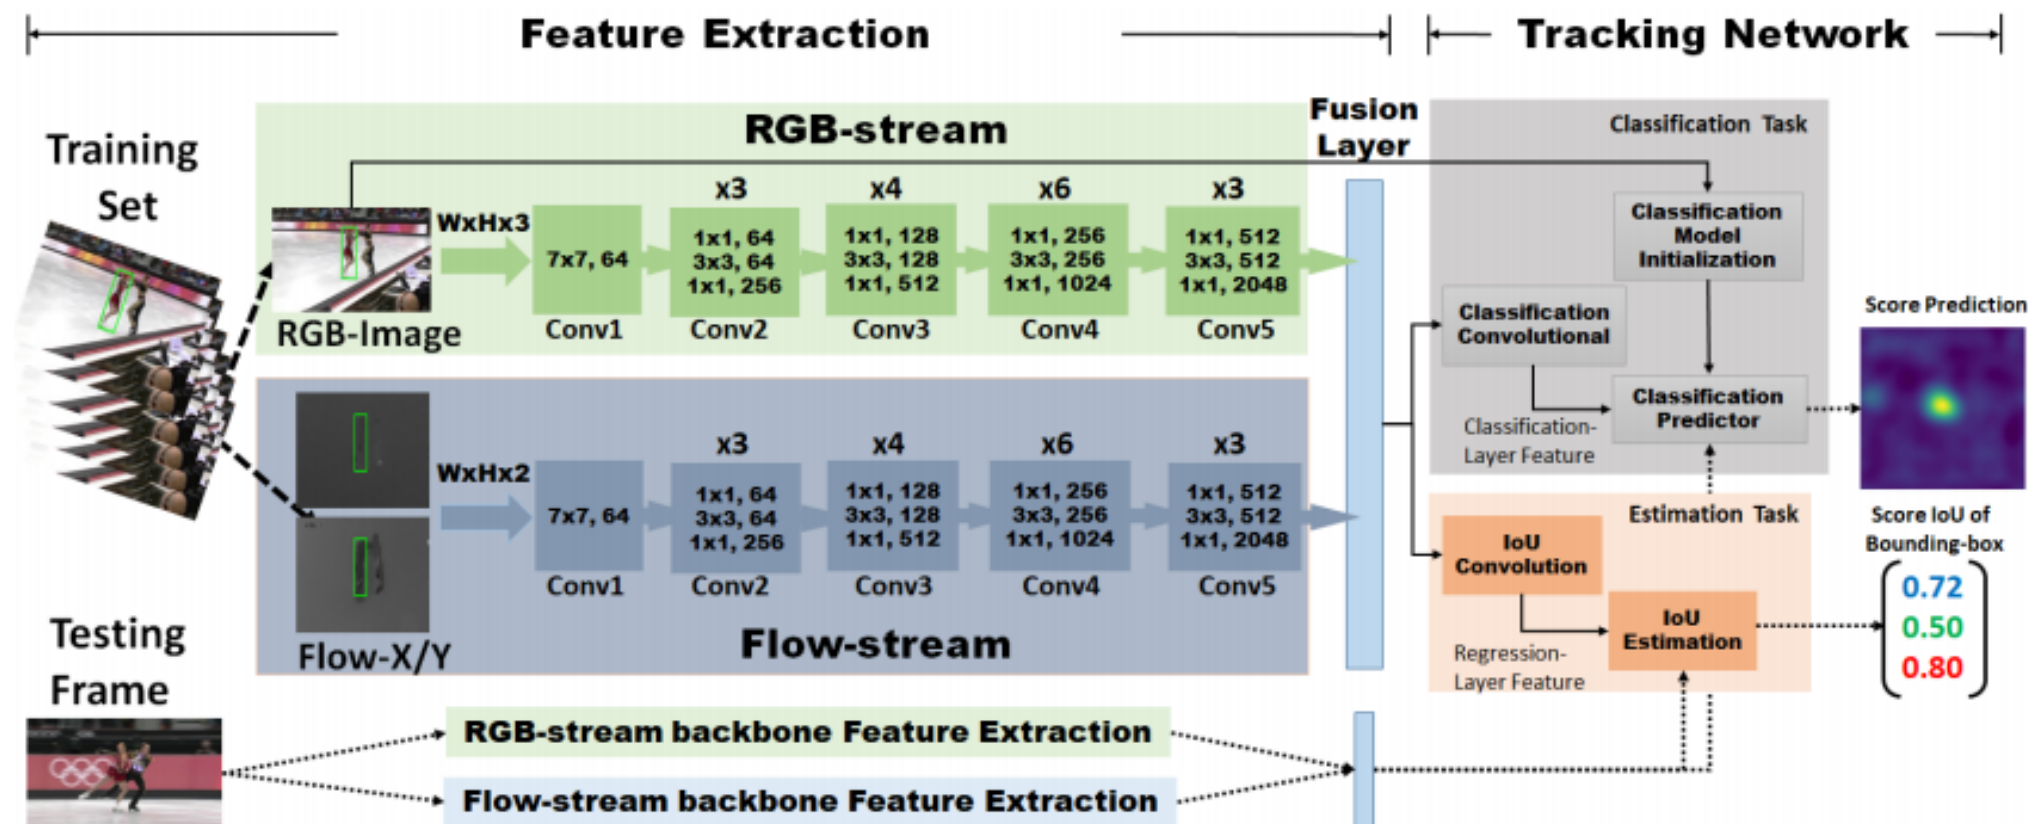 Feature Extraction
Tracking Network
Training
Set
RGB-stream
Fusion
Layer
WxHx3
RGB-Image
7x7, 64
Conv1
x3
1x1, 64
3x3, 64
1x1, 256
Conv2
x4
1x1, 128
3x3, 128
1x1, 512
Conv3
x6
1x1, 256
3x3, 256
1x1, 1024
Conv4
x3
1x1, 512
3x3, 512
1x1, 2048
Conv5
WxHx2
Flow-X/Y
7x7, 64
Conv1
x3
1x1, 64
3x3, 64
1x1, 256
Conv2
x4
1x1, 128
3x3, 128
1x1, 512
Conv3
x6
1x1, 256
3x3, 256
1x1, 1024
Conv4
x3
1x1, 512
3x3, 512
1x1, 2048
Conv5
Flow-stream
Classification Task
Classification
Model
Initialization
Classification
Convolutional
Classification
Predictor
Classification-
Layer Feature
Score Prediction
Estimation Task
IoU
Convolution
IoU
Estimation
Regression-
Layer Feature
Score IoU of
Bounding-box
0.72
0.50
0.80
Testing
Frame
RGB-stream backbone Feature Extraction
Flow-stream backbone Feature Extraction